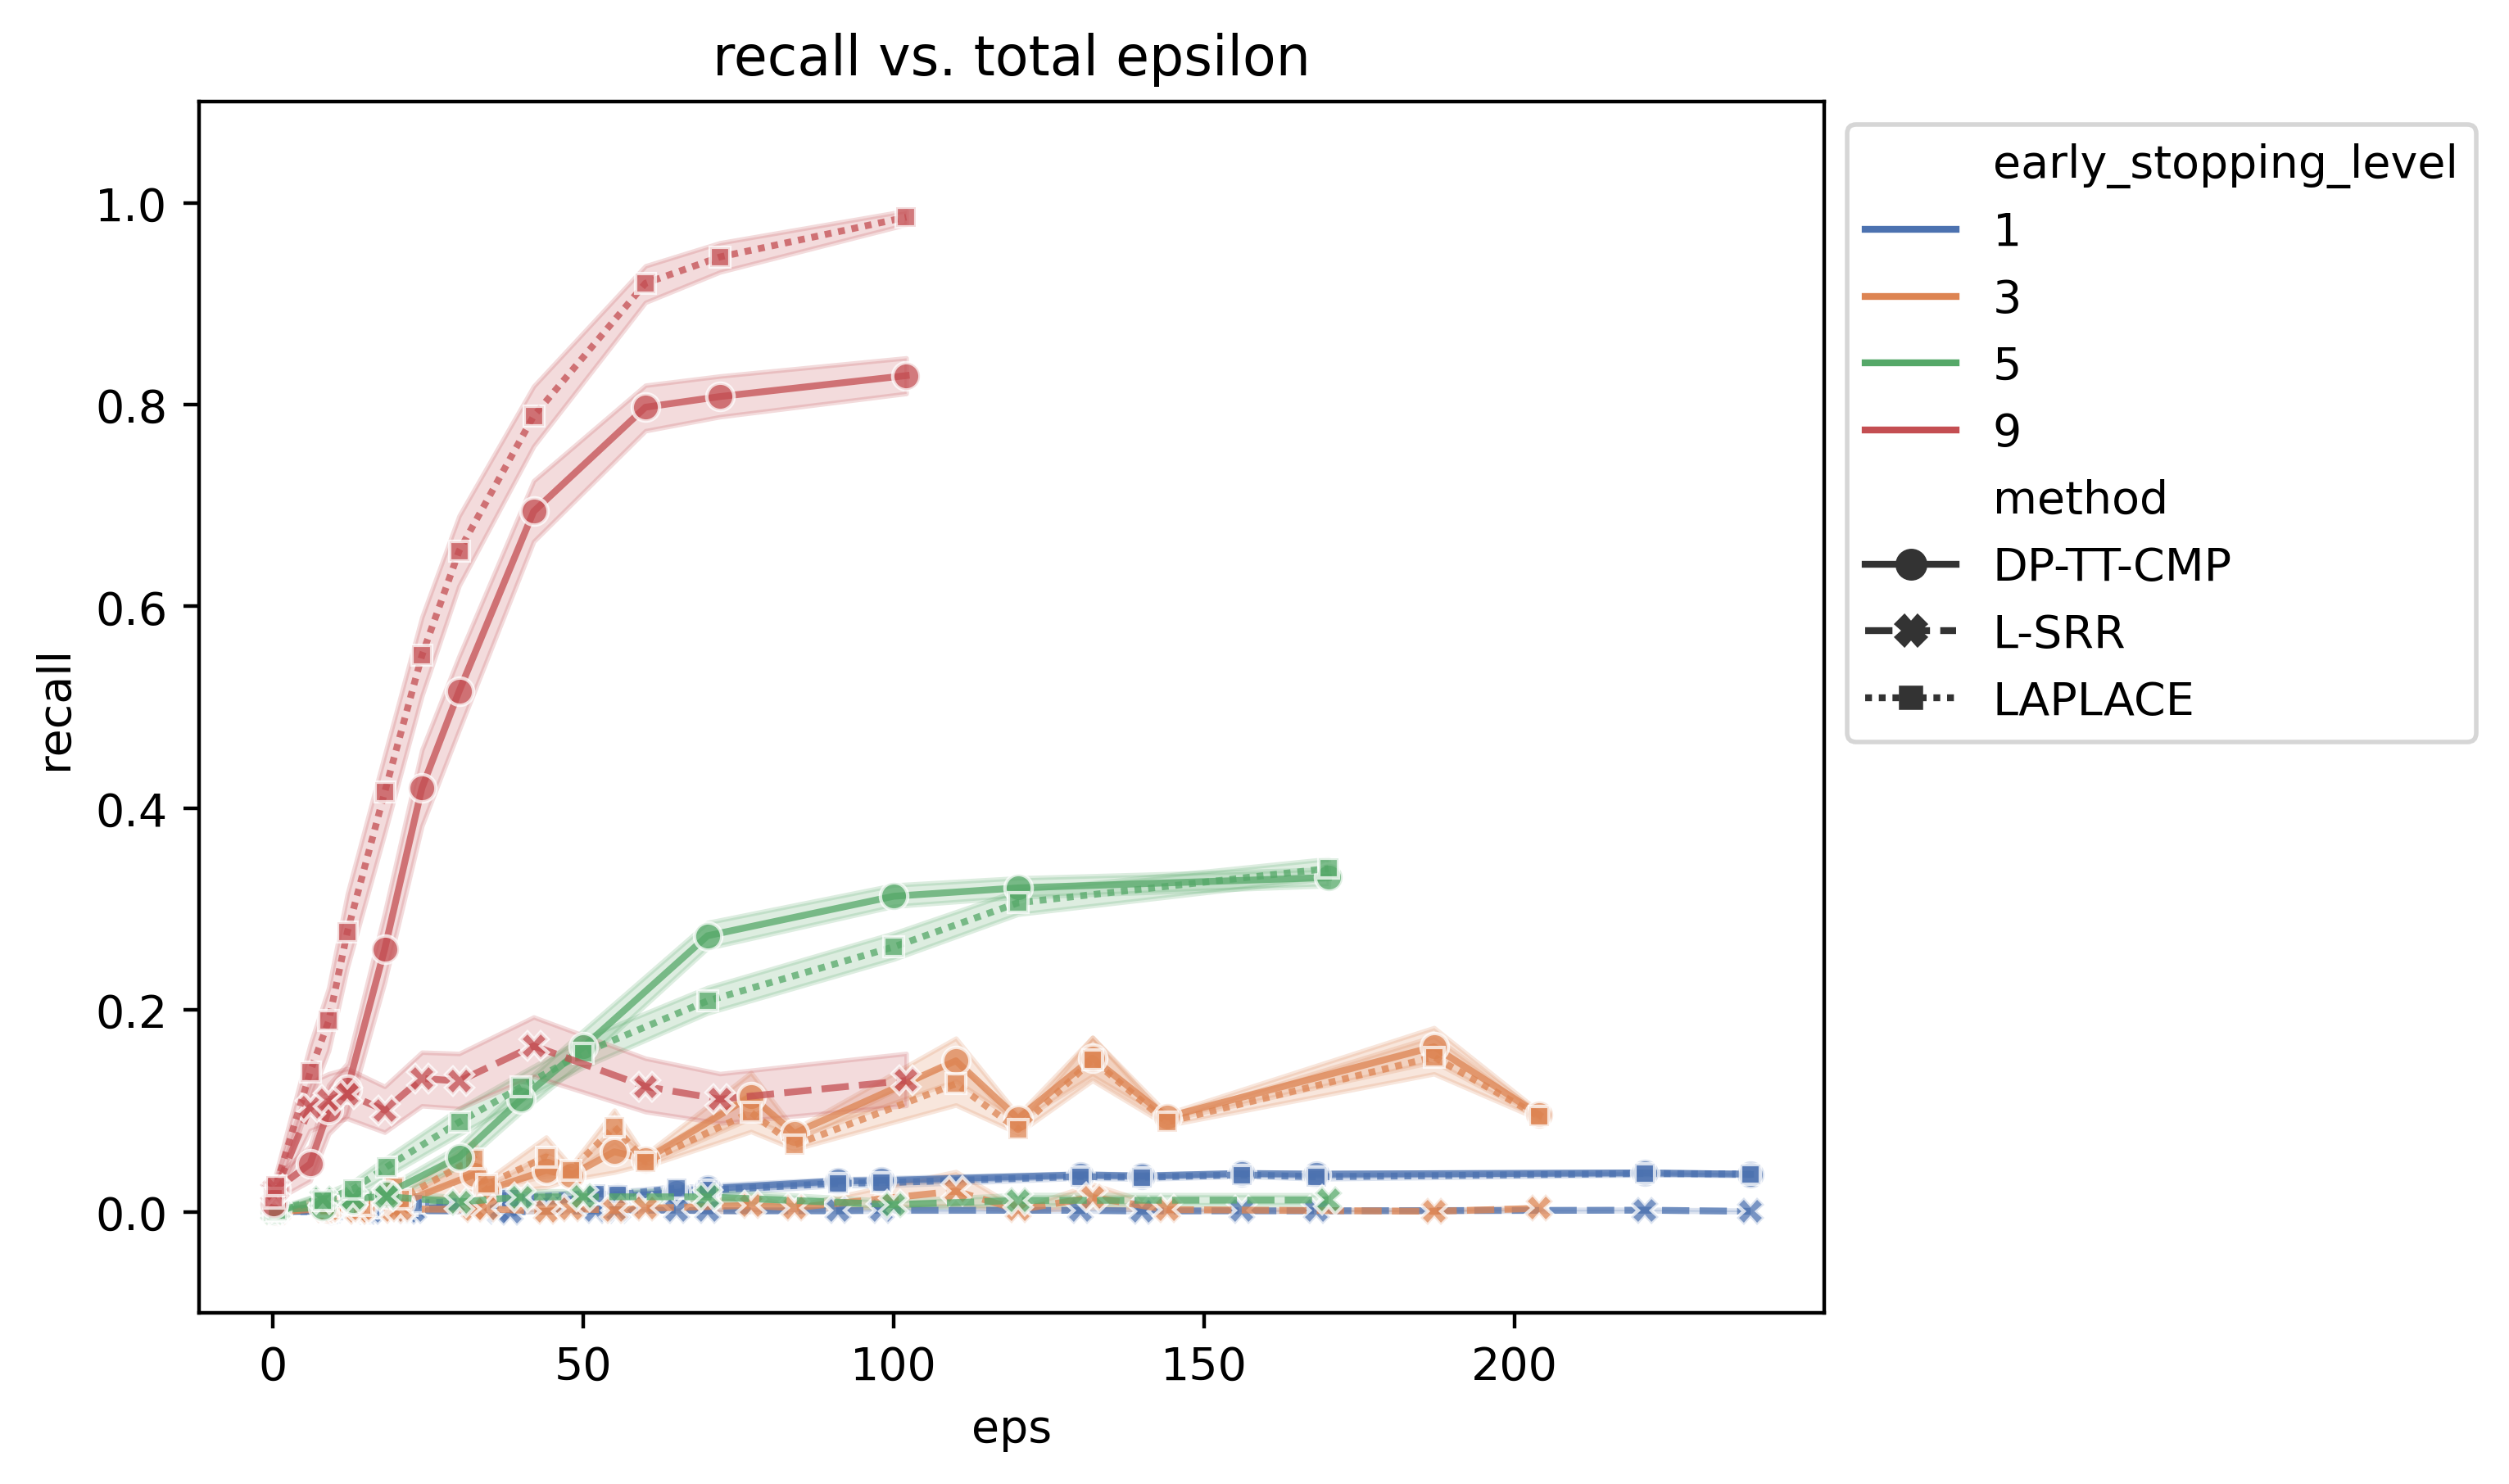 recall vs. total epsilon
1.0
0.8
0.6
0.4
0.2
0.0
recall
0 50 100 150 200
eps
early_stopping_level
1
3
5
9
method
DP-TT-CMP
L-SRR
LAPLACE